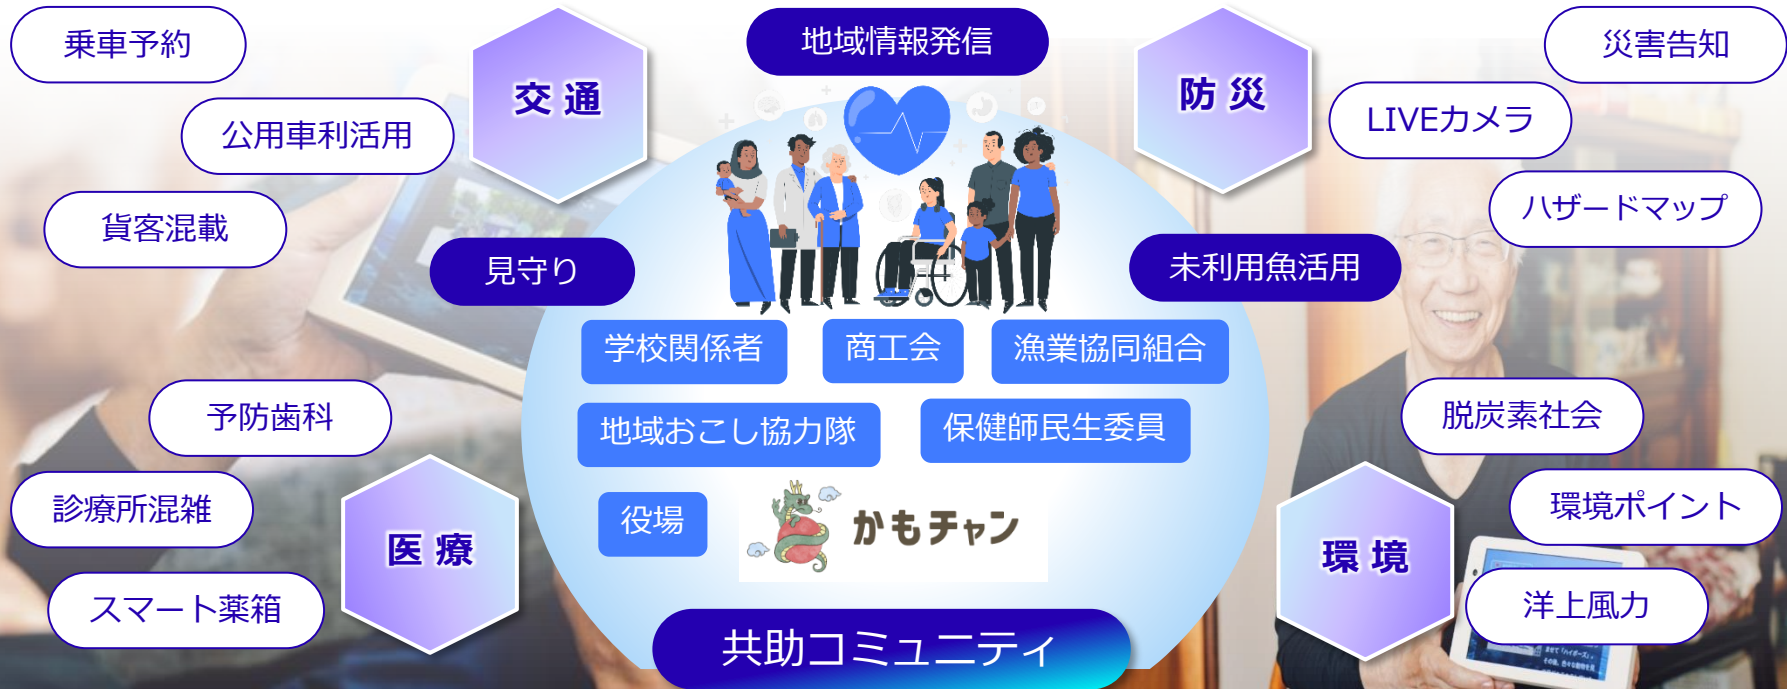 乗車予約
公用車利活用
貨客混載
交通
地域情報発信
防災
災害告知
LIVEカメラ
ハザードマップ
見守り
未利用魚活用
学校関係者
商工会
漁業協同組合
地域おこし協力隊
保健師民生委員
役場
かもチャン
共助コミュニティ
予防歯科
診療所混雑
スマート薬箱
医療
環境
脱炭素社会
環境ポイント
洋上風力